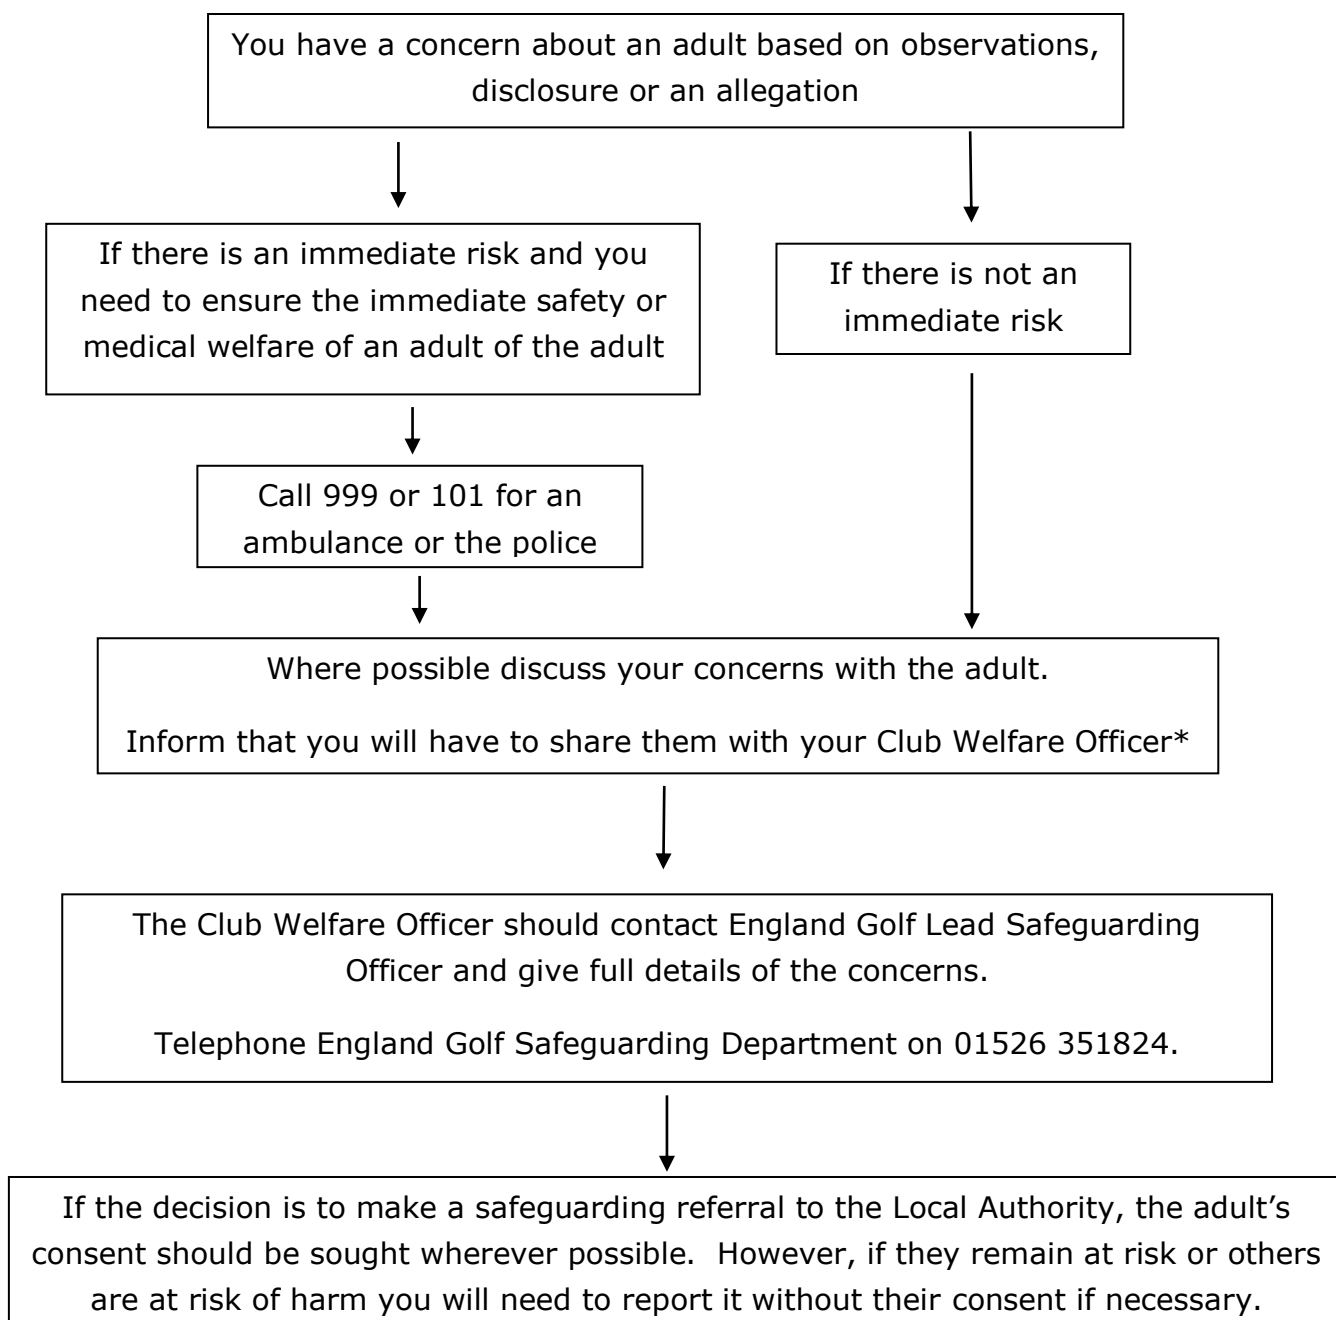 You have a concern about an adult based on observations,
disclosure or an allegation
If there is an immediate risk and you
need to ensure the immediate safety or
medical welfare of an adult of the adult
If there is not an
immediate risk
Call 999 or 101 for an
ambulance or the police
Where possible discuss your concerns with the adult.
Inform that you will have to share them with your Club Welfare Officer*
The Club Welfare Officer should contact England Golf Lead Safeguarding
Officer and give full details of the concerns.
Telephone England Golf Safeguarding Department on 01526 351824.
If the decision is to make a safeguarding referral to the Local Authority, the adult’s
consent should be sought wherever possible.  However, if they remain at risk or others
are at risk of harm you will need to report it without their consent if necessary.